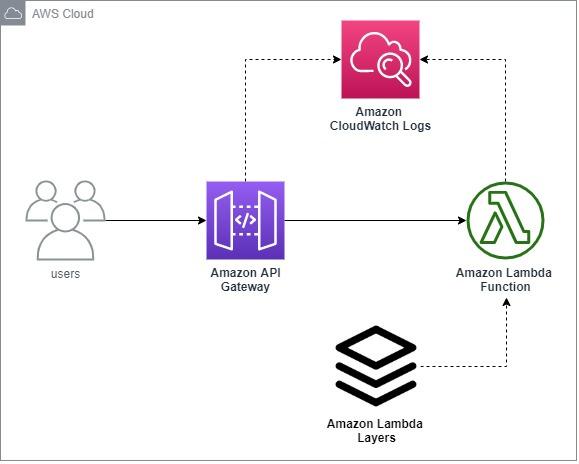 AWS Cloud
Amazon
CloudWatch Logs
users
</>
Amazon API
Gateway
Amazon Lambda
Function
Amazon Lambda
Layers